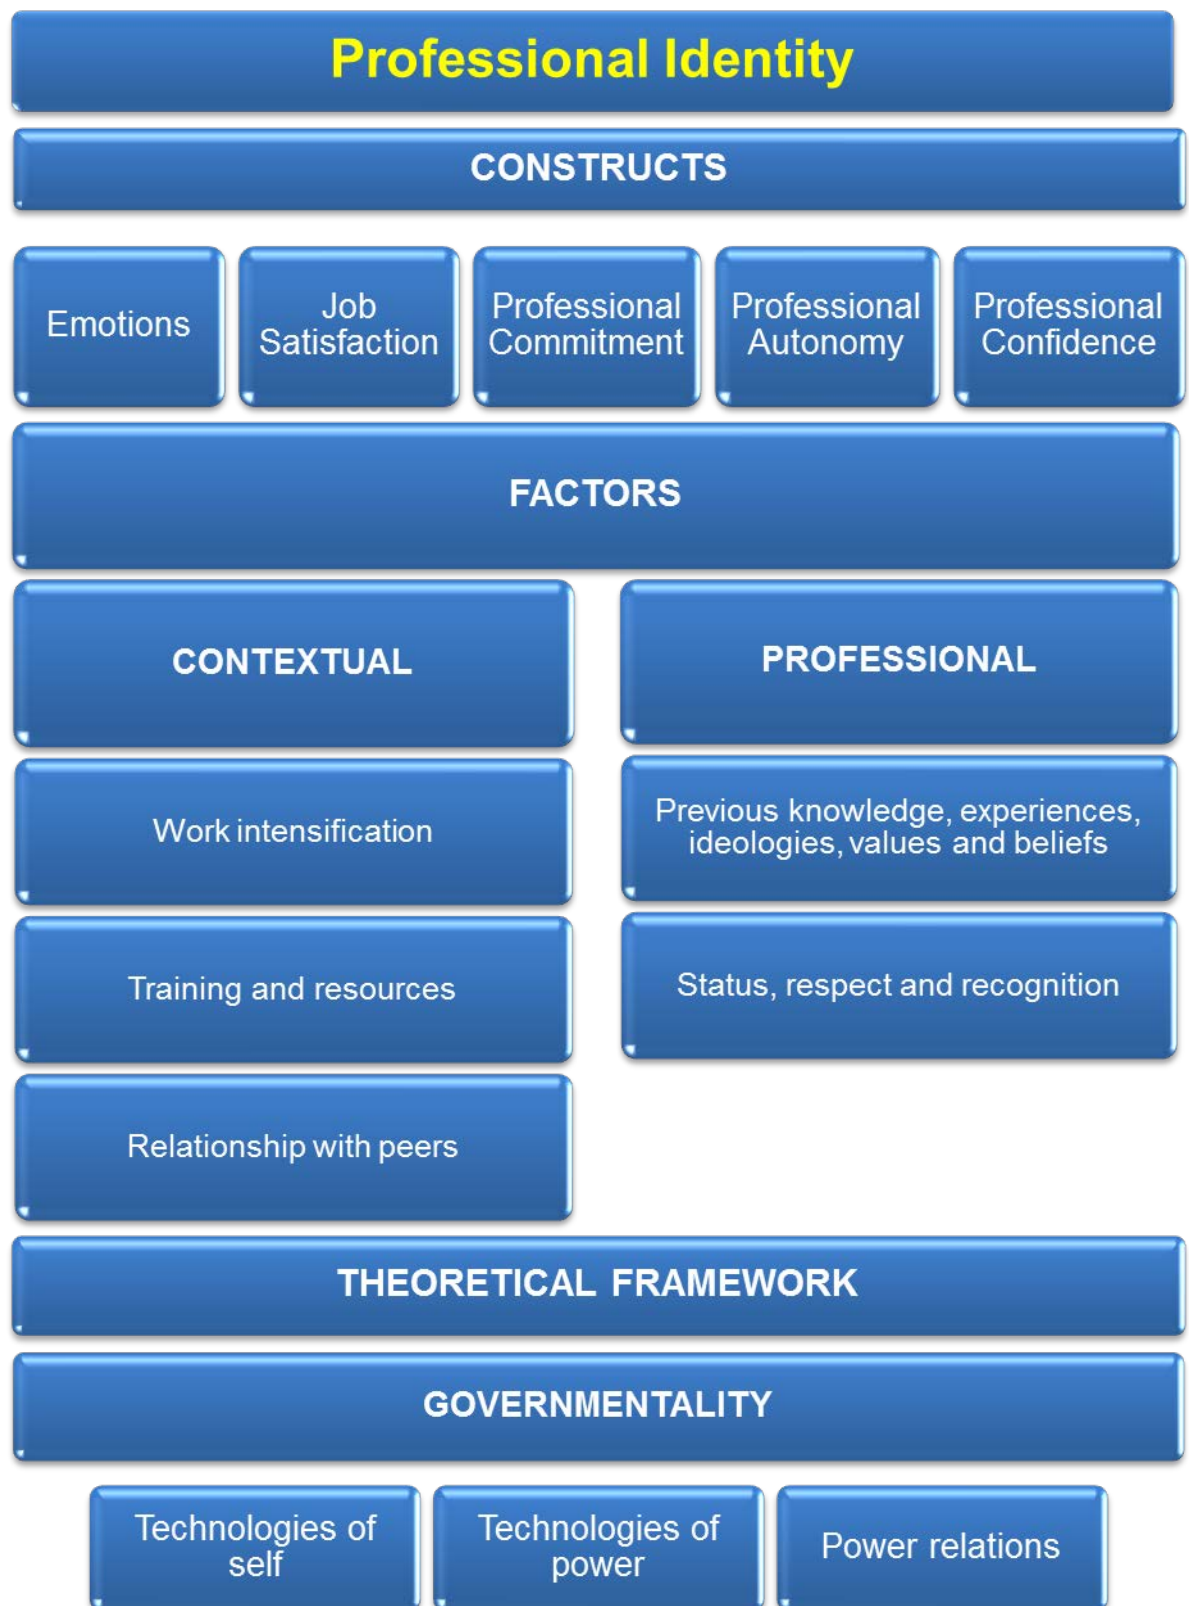 Professional Identity
CONSTRUCTS
Emotions
Job
Satisfaction
Professional
Commitment
Professional
Autonomy
Professional
Confidence
FACTORS
CONTEXTUAL
PROFESSIONAL
Work intensification
Previous knowledge, experiences,
ideologies, values and beliefs
Training and resources
Status, respect and recognition
Relationship with peers
THEORETICAL FRAMEWORK
GOVERNMENTALITY
Technologies of
self
Technologies of
power
Power relations